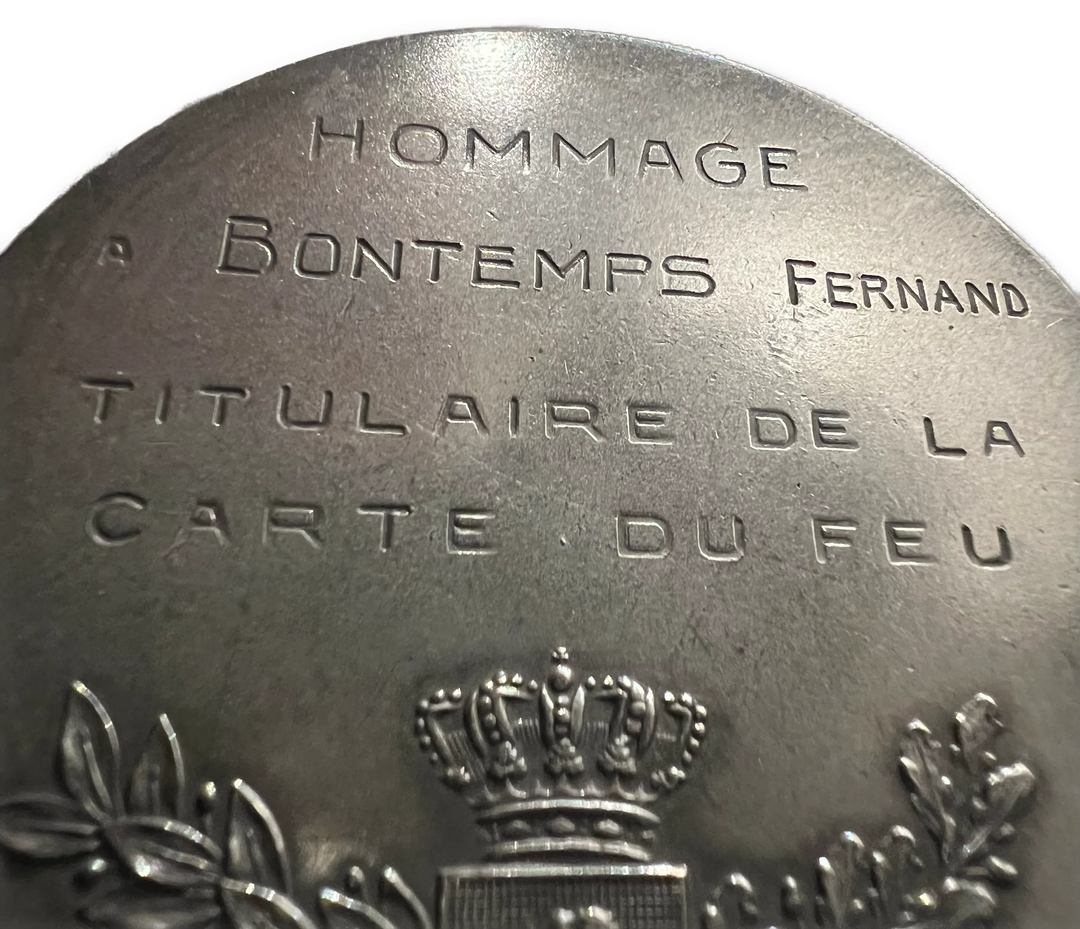 HOMMAGE
A BONTEMPS FERNAND
TITULAIRE DE LA
CARTE DU FEU